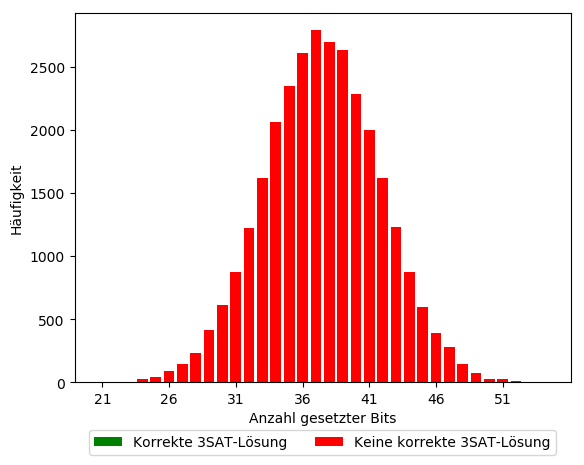 Häufigkeit
2500
2000
1500
1000
500
0
21 26 31 36 41 46 51
Anzahl gesetzter Bits
Korrekte 3SAT-Lösung Keine korrekte 3SAT-Lösung